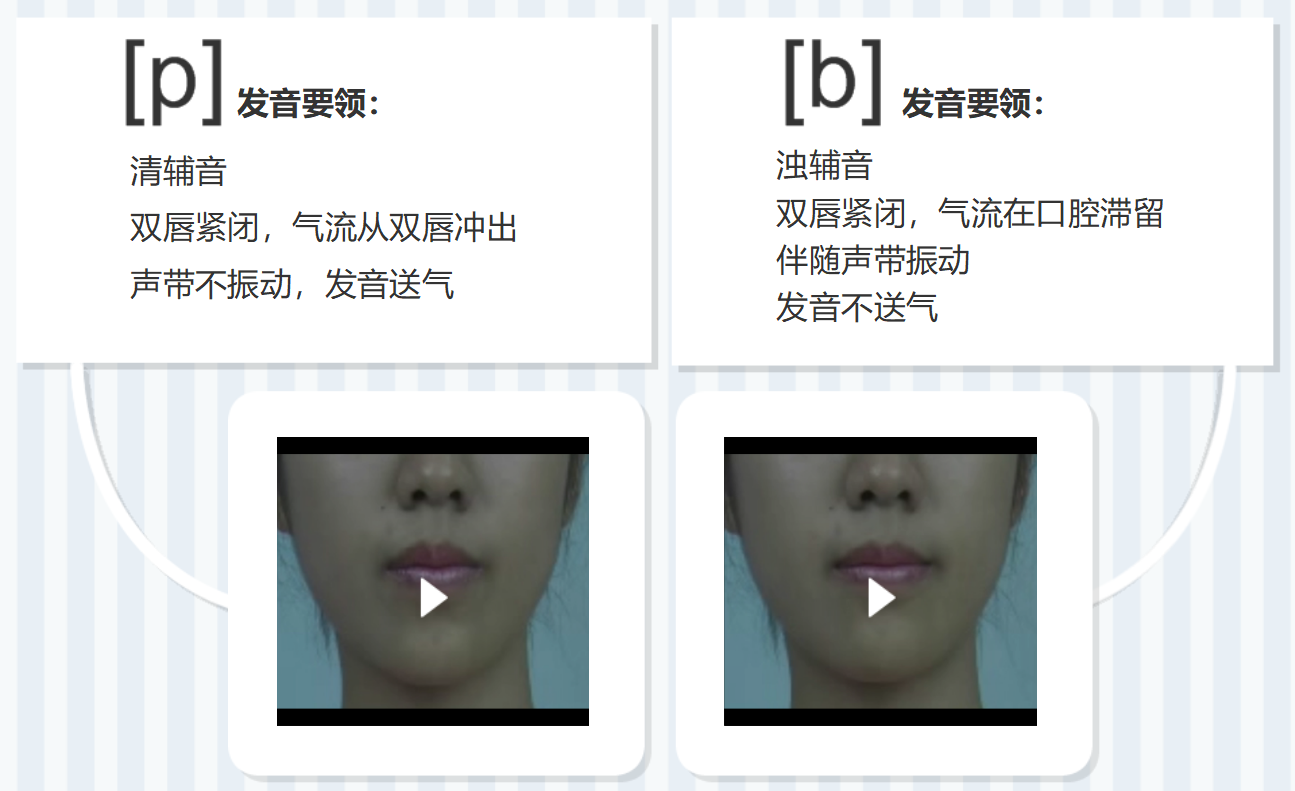 [p] 发音要领：
清辅音
双唇紧闭，气流从双唇冲出
声带不振动，发音送气
[b] 发音要领：
浊辅音
双唇紧闭，气流在口腔滞留
伴随声带振动
发音不送气